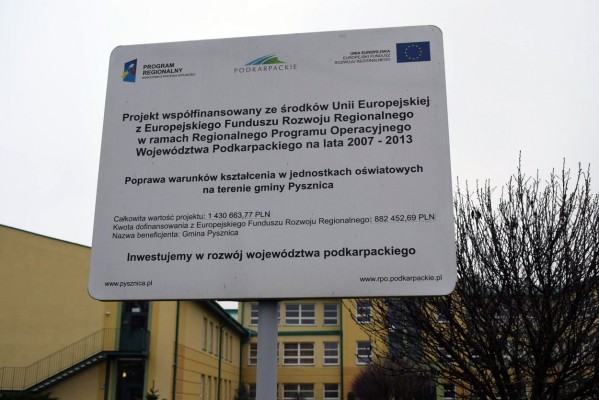 PROGRAM
REGIONALNY
PODKARPACKIE
UNIA EUROPEJSKA
EUROPEJSKI FUNDUSZ
ROZWOJU REGIONALNEGO
Projekt współfinansowany ze środków Unii Europejskiej
z Europejskiego Funduszu Rozwoju Regionalnego
w ramach Regionalnego Programu Operacyjnego
Województwa Podkarpackiego na lata 2007 - 2013
Poprawa warunków kształcenia w jednostkach oświatowych
na terenie gminy Pysznica
Całkowita wartość projektu: 1 430 663,77 PLN
Kwota dofinansowania z Europejskiego Funduszu Rozwoju Regionalnego: 882 452,69 PLN
Nazwa beneficjenta: Gmina Pysznica
Inwestujemy w rozwój województwa podkarpackiego
www.pysznica.pl
www.rpo.podkarpackie.pl